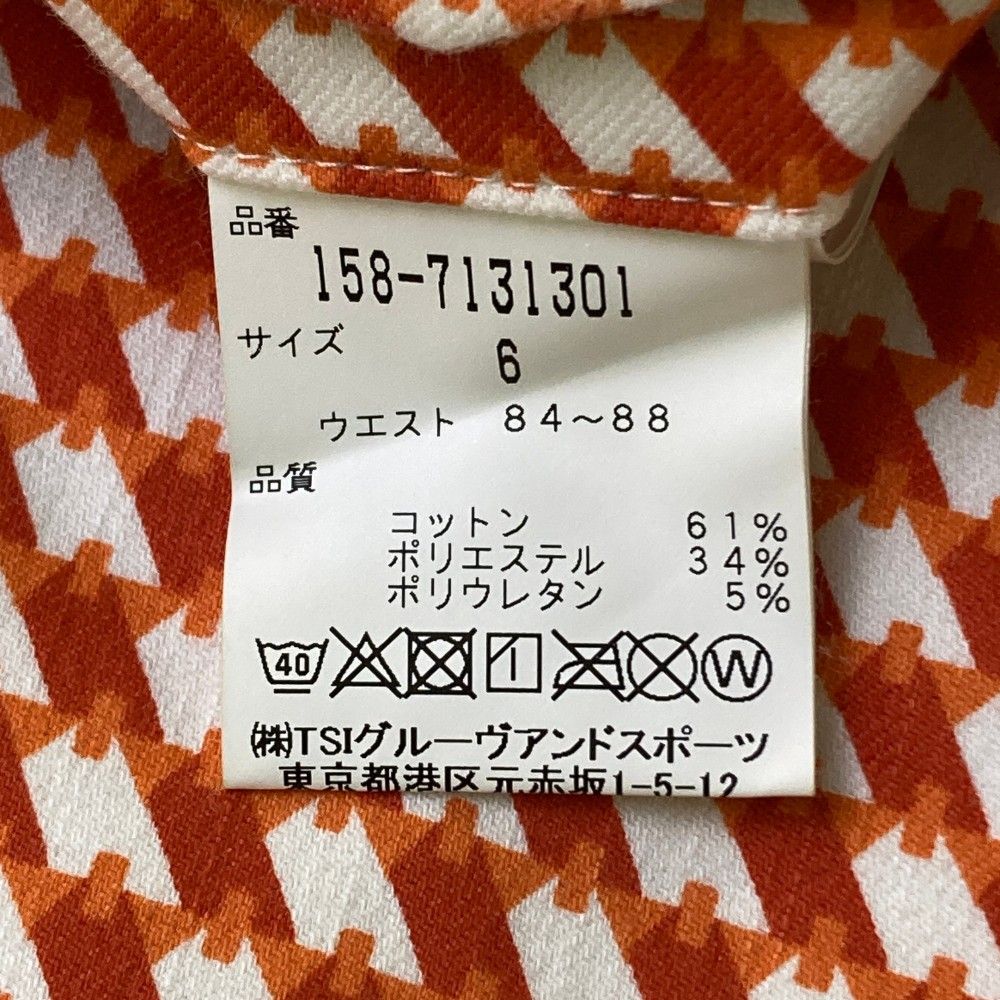 品番
158-7131301
サイズ 6
ウエスト 84~88
品質
コットン 61%
ポリエステル 34%
ポリウレタン 5%
40 W
㈱TSIグルーヴアンドスポーツ
東京都港区元赤坂1-5-12